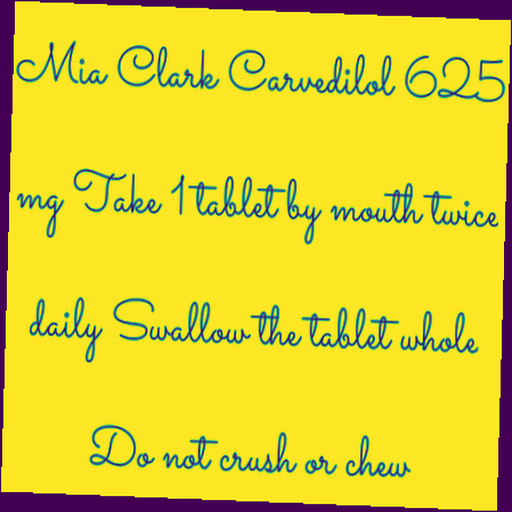 Mia Clark Carvedilol 625
mg Take 1 tablet by mouth twice
daily Swallow the tablet whole
Do not crush or chew